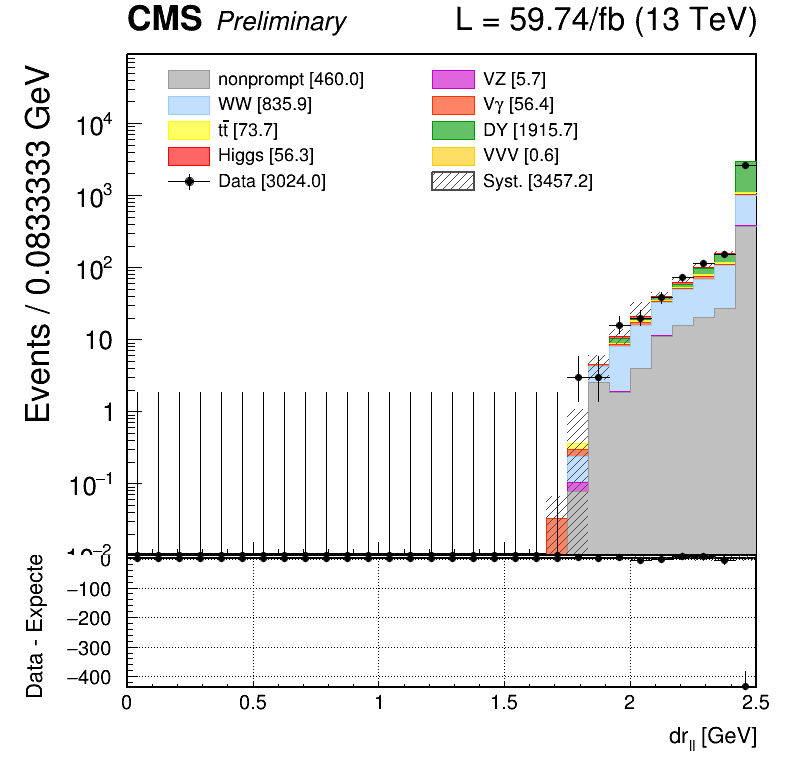 CMS Preliminary L = 59.74/fb (13 TeV)
Events / 0.0833333 GeV
nonprompt [460.0] VZ [5.7]
WW [835.9] Vγ [56.4]
tt̄ [73.7] DY [1915.7]
Higgs [56.3] VVV [0.6]
Data [3024.0] Syst. [3457.2]
10⁴
10³
10²
10
1
10⁻¹
10⁻²
Data - Expecte
0
−100
−200
−300
−400
0 0.5 1 1.5 2 2.5
dr_ll [GeV]